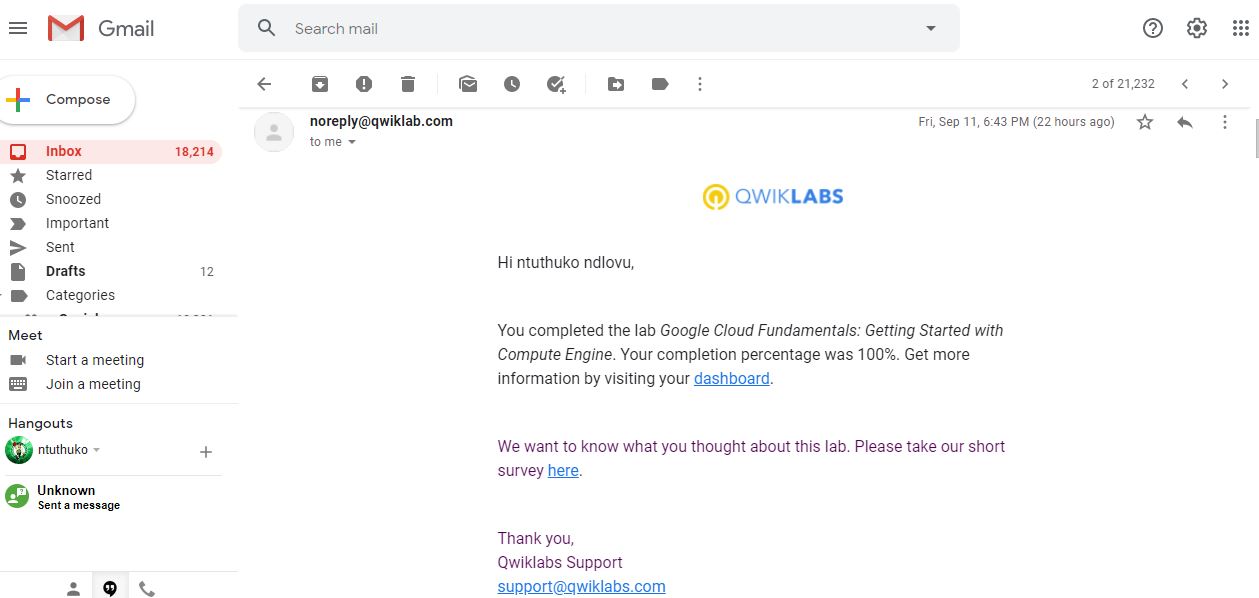 Gmail
Search mail
Compose
2 of 21,232
Inbox 18,214
Starred
Snoozed
Important
Sent
Drafts 12
Categories
Meet
Start a meeting
Join a meeting
Hangouts
ntuthuko
Unknown
Sent a message
noreply@qwiklab.com
Fri, Sep 11, 6:43 PM (22 hours ago)
to me
QWIKLABS
Hi ntuthuko ndlovu,
You completed the lab Google Cloud Fundamentals: Getting Started with
Compute Engine. Your completion percentage was 100%. Get more
information by visiting your dashboard.
We want to know what you thought about this lab. Please take our short
survey here.
Thank you,
Qwiklabs Support
support@qwiklabs.com